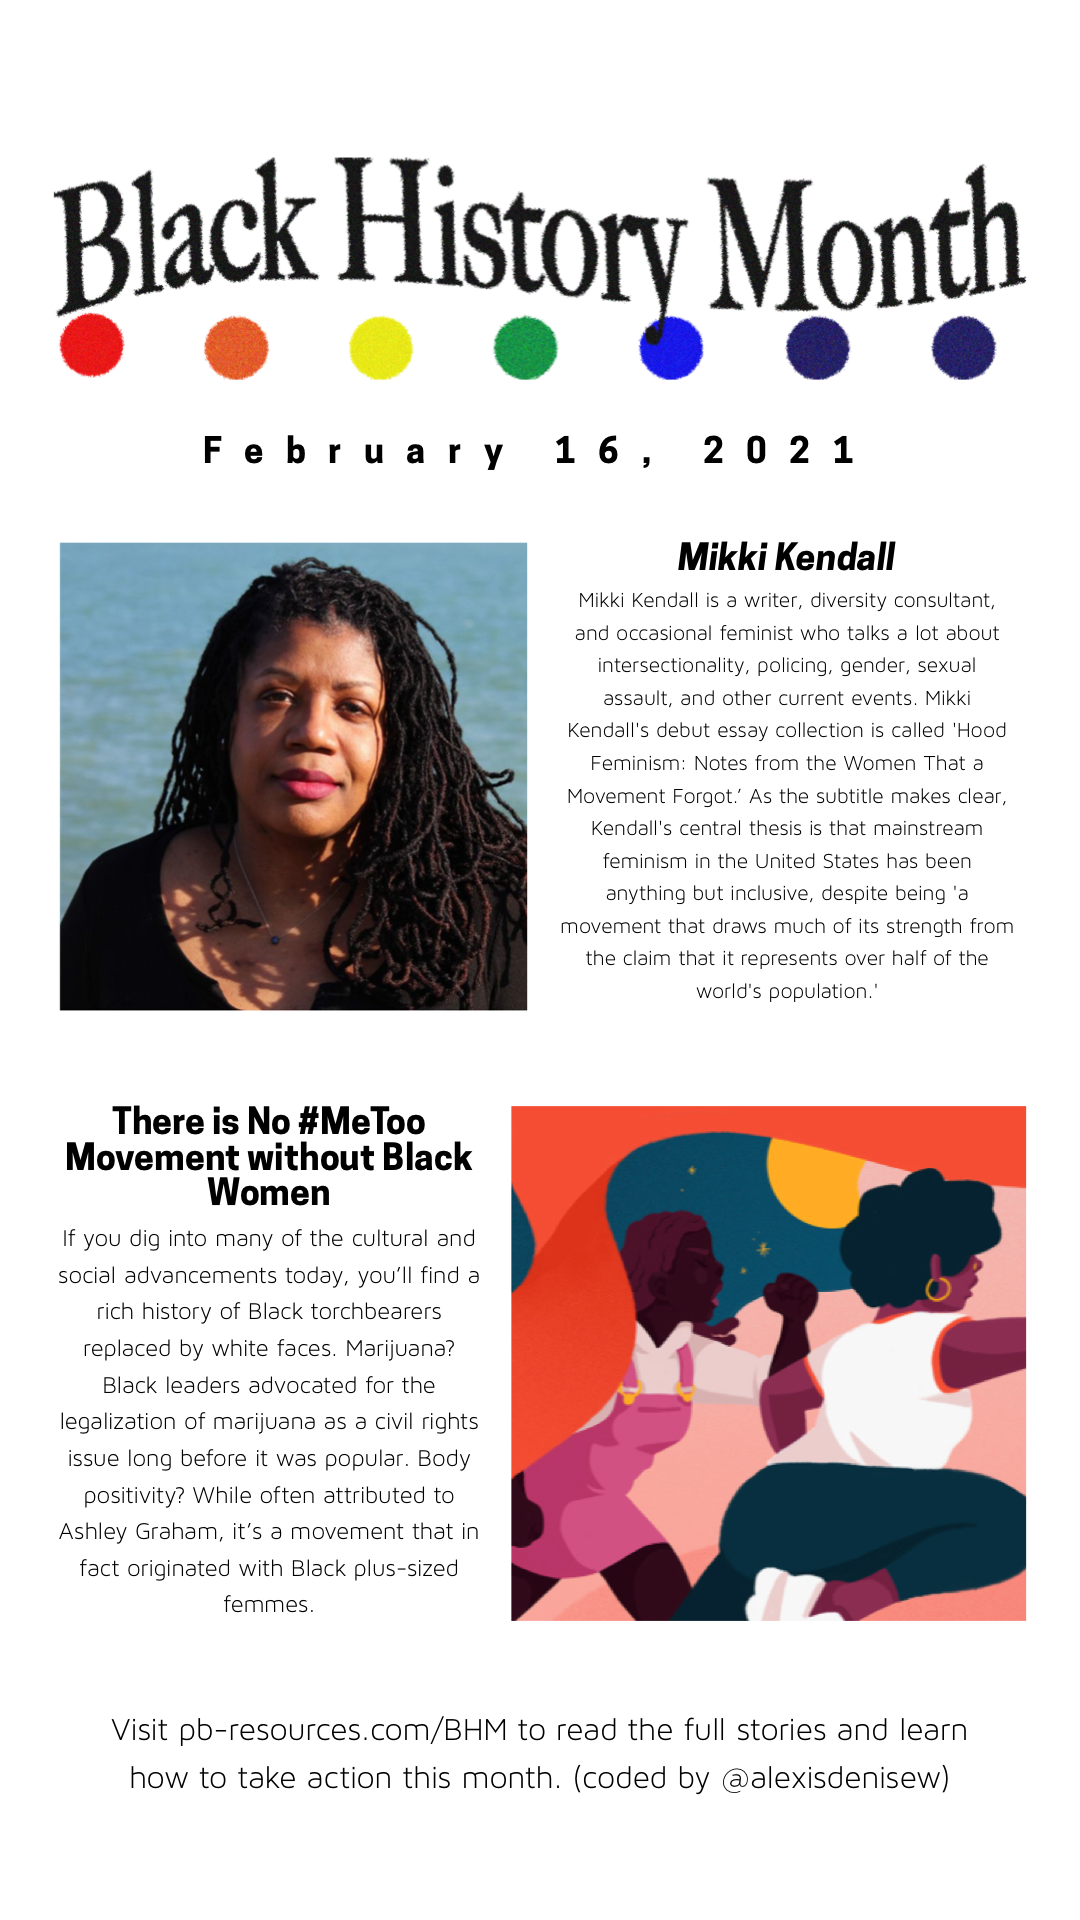 Black History Month
February 16, 2021
Mikki Kendall
Mikki Kendall is a writer, diversity consultant,
and occasional feminist who talks a lot about
intersectionality, policing, gender, sexual
assault, and other current events. Mikki
Kendall's debut essay collection is called 'Hood
Feminism: Notes from the Women That a
Movement Forgot.’ As the subtitle makes clear,
Kendall's central thesis is that mainstream
feminism in the United States has been
anything but inclusive, despite being 'a
movement that draws much of its strength from
the claim that it represents over half of the
world's population.'
There is No #MeToo
Movement without Black
Women
If you dig into many of the cultural and
social advancements today, you’ll find a
rich history of Black torchbearers
replaced by white faces. Marijuana?
Black leaders advocated for the
legalization of marijuana as a civil rights
issue long before it was popular. Body
positivity? While often attributed to
Ashley Graham, it’s a movement that in
fact originated with Black plus-sized
femmes.
Visit pb-resources.com/BHM to read the full stories and learn
how to take action this month. (coded by @alexisdenisew)